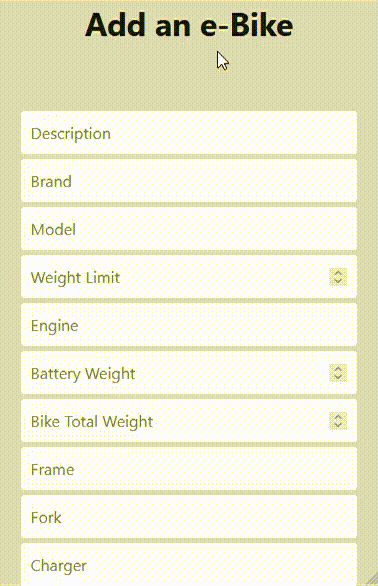 Add an e-Bike
Description
Brand
Model
Weight Limit
Engine
Battery Weight
Bike Total Weight
Frame
Fork
Charger